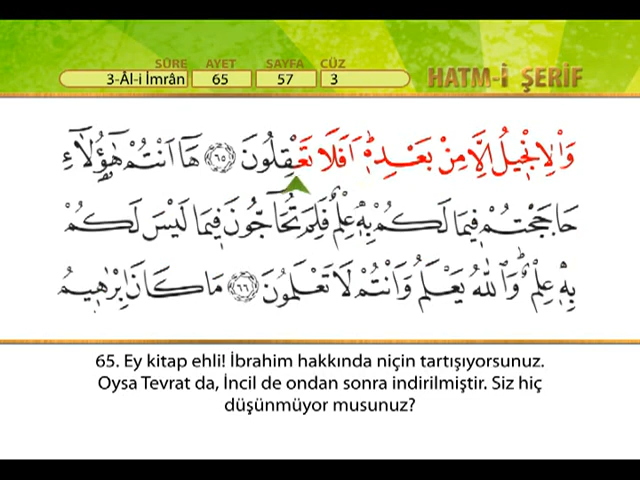 SÛRE AYET SAYFA CÜZ
3-Âl-i İmrân 65 57 3
HATM-İ ŞERİF
وَالْاِنْج۪يلُ اِلَّا مِنْ بَعْدِه۪ۜ اَفَلَا تَعْقِلُونَ ﴿٦٥﴾ هَٓا اَنْتُمْ هٰٓؤُ۬لَٓاءِ
حَاجَجْتُمْ ف۪يمَا لَكُمْ بِه۪ عِلْمٌ فَلِمَ تُحَٓاجُّونَ ف۪يمَا لَيْسَ لَكُمْ
بِه۪ عِلْمٌۜ وَاللّٰهُ يَعْلَمُ وَاَنْتُمْ لَا تَعْلَمُونَ ﴿٦٦﴾ مَا كَانَ اِبْرٰه۪يمُ
65. Ey kitap ehli! İbrahim hakkında niçin tartışıyorsunuz.
Oysa Tevrat da, İncil de ondan sonra indirilmiştir. Siz hiç
düşünmüyor musunuz?